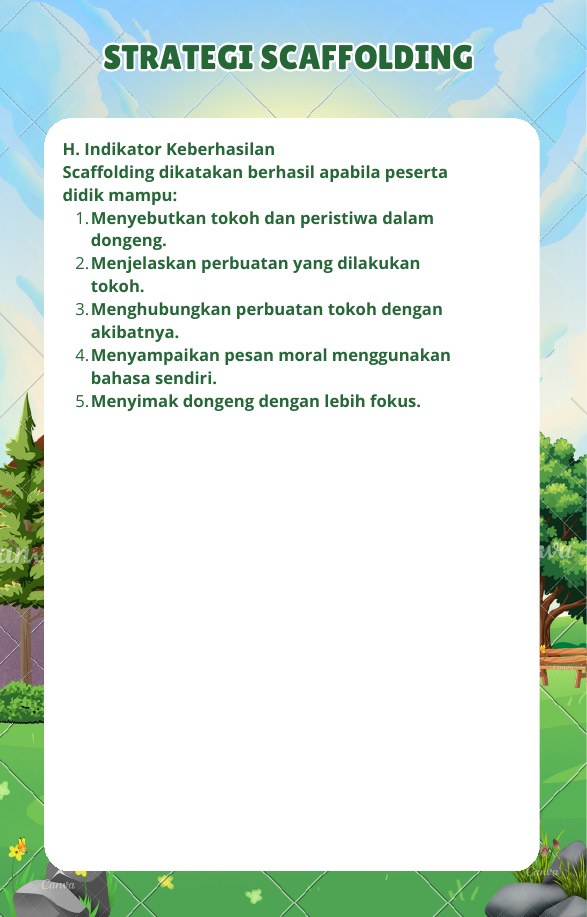 STRATEGI SCAFFOLDING
H. Indikator Keberhasilan
Scaffolding dikatakan berhasil apabila peserta
didik mampu:
1. Menyebutkan tokoh dan peristiwa dalam
dongeng.
2. Menjelaskan perbuatan yang dilakukan
tokoh.
3. Menghubungkan perbuatan tokoh dengan
akibatnya.
4. Menyampaikan pesan moral menggunakan
bahasa sendiri.
5. Menyimak dongeng dengan lebih fokus.
Canva
Canva